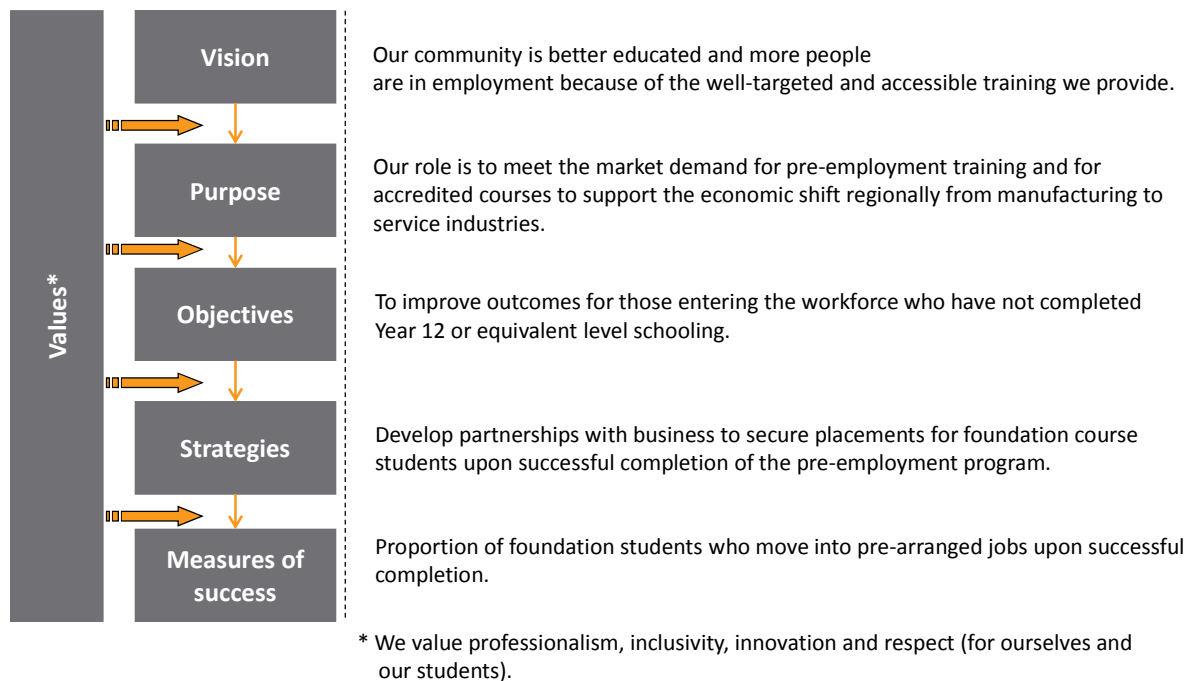 Values*
Vision
Our community is better educated and more people
are in employment because of the well-targeted and accessible training we provide.
Purpose
Our role is to meet the market demand for pre-employment training and for
accredited courses to support the economic shift regionally from manufacturing to
service industries.
Objectives
To improve outcomes for those entering the workforce who have not completed
Year 12 or equivalent level schooling.
Strategies
Develop partnerships with business to secure placements for foundation course
students upon successful completion of the pre-employment program.
Measures of
success
Proportion of foundation students who move into pre-arranged jobs upon successful
completion.
* We value professionalism, inclusivity, innovation and respect (for ourselves and
our students).